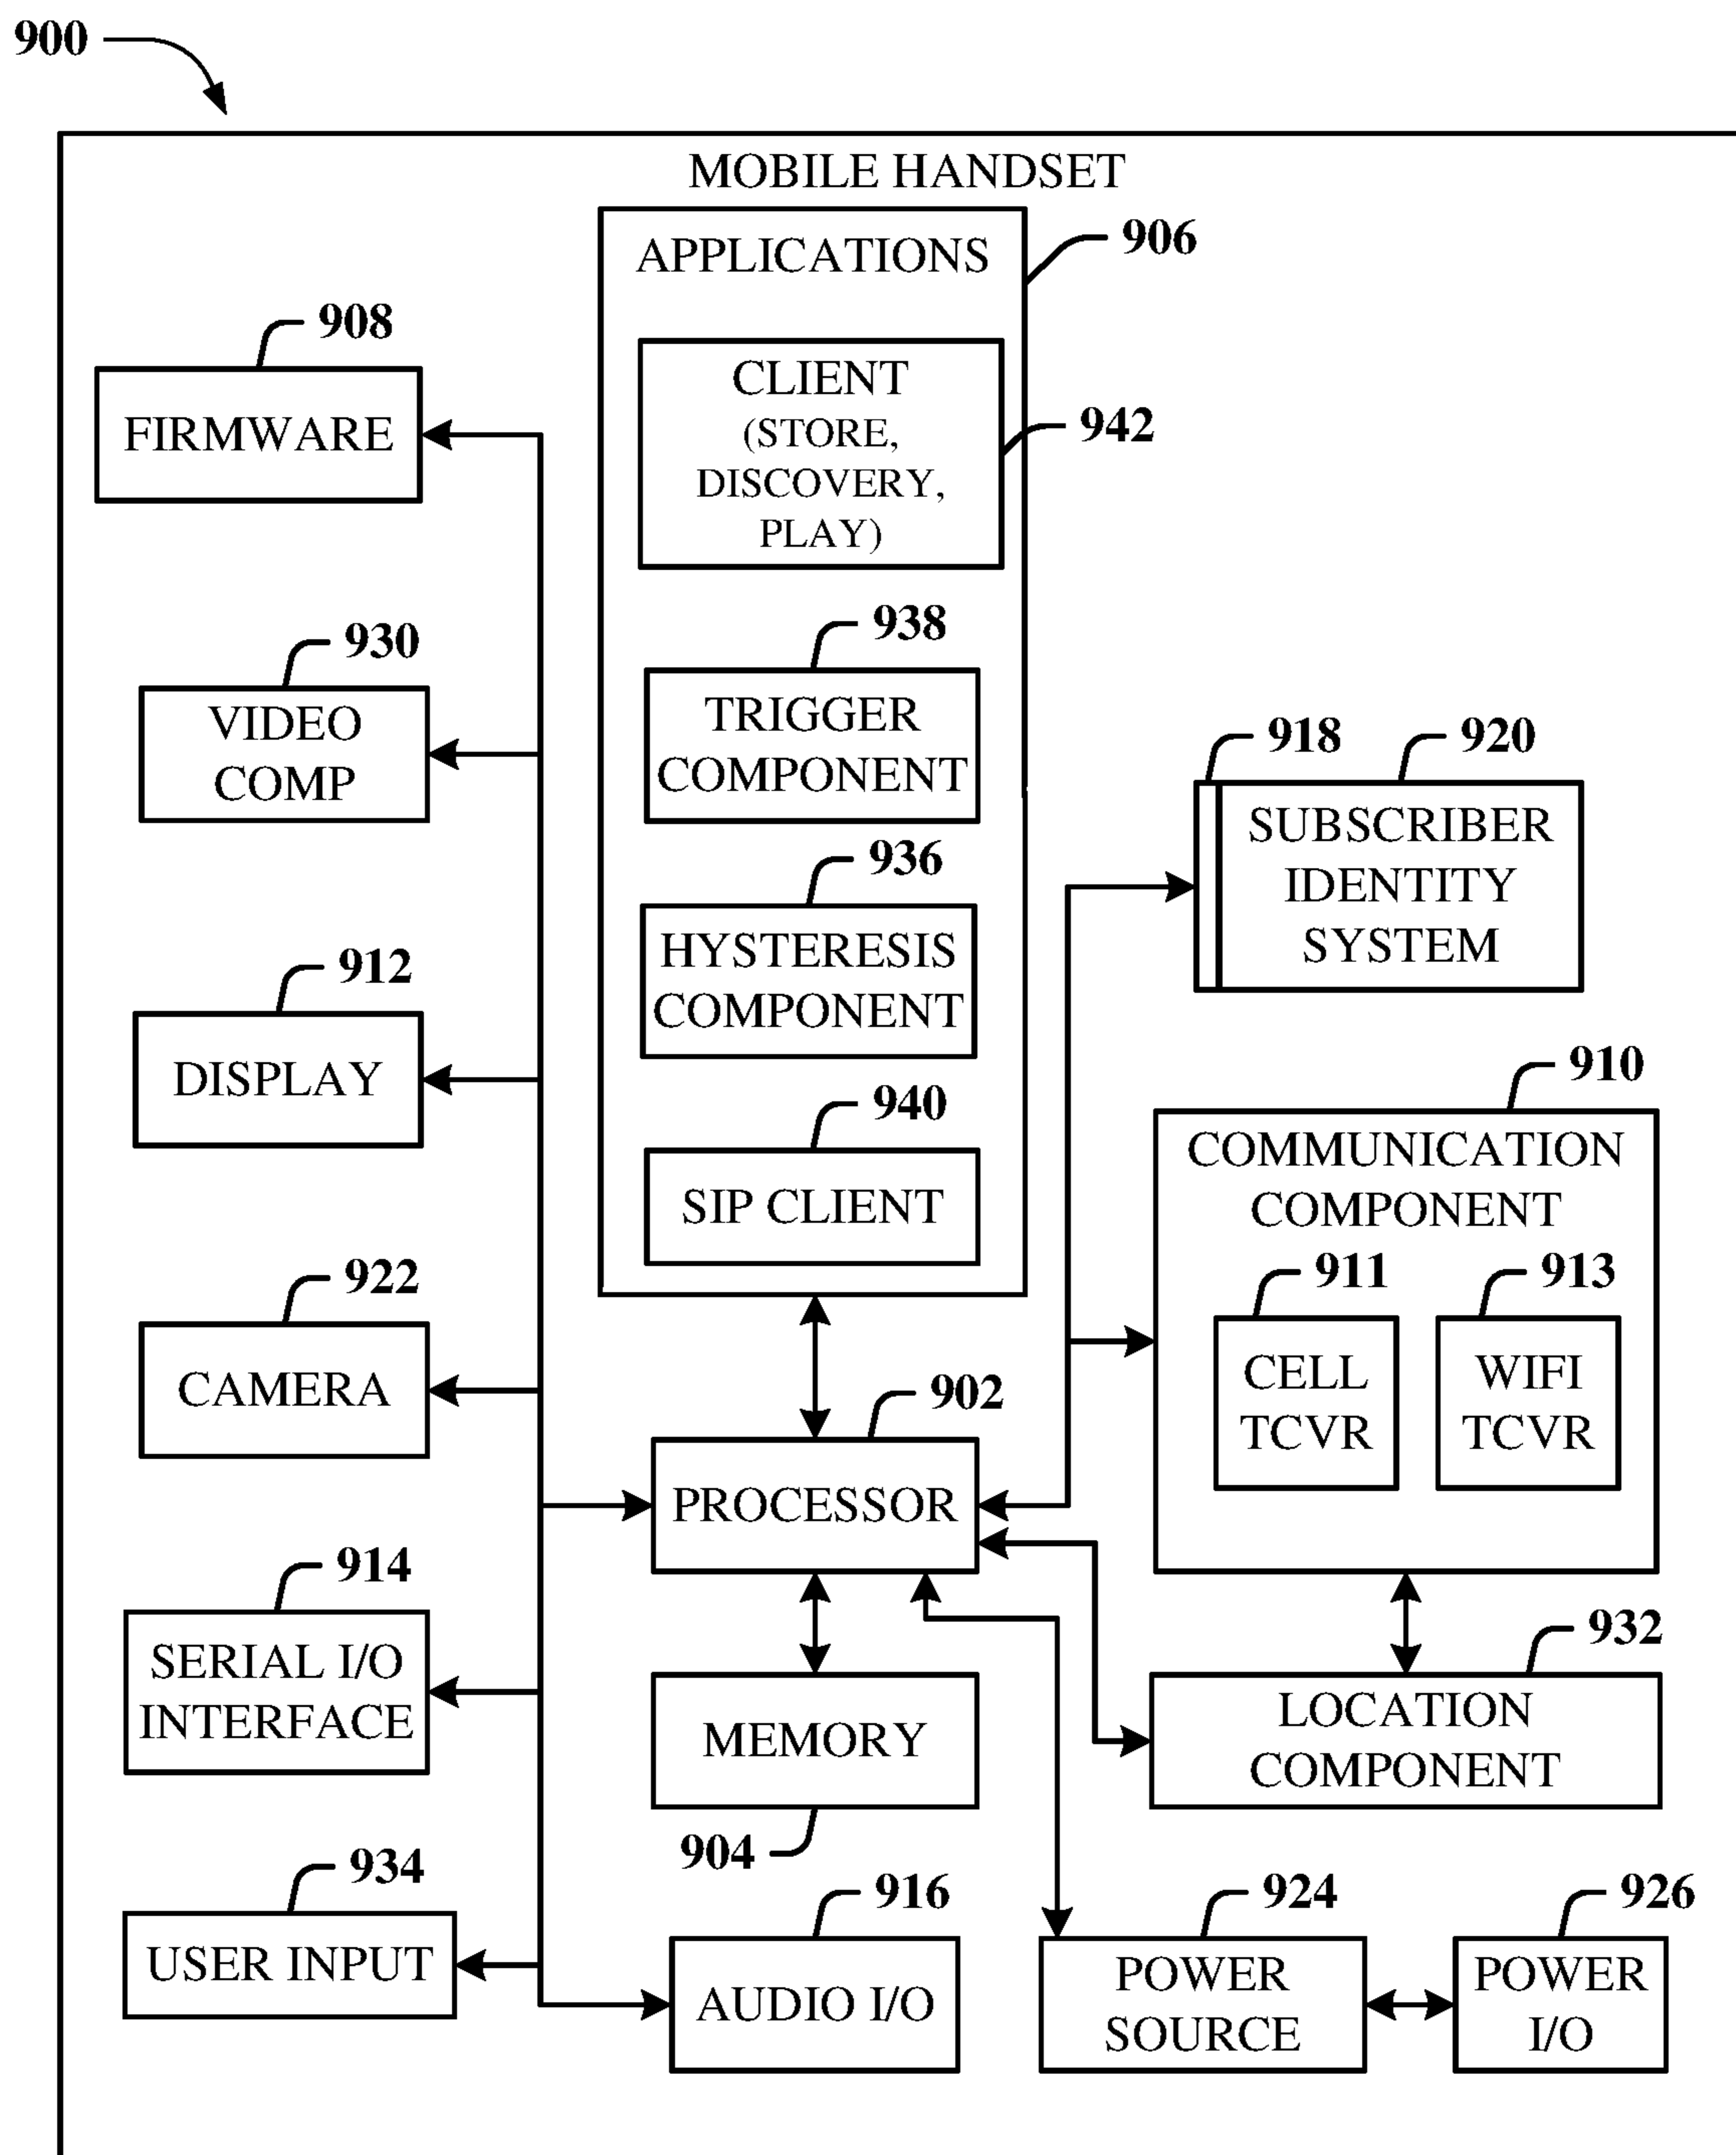 900
MOBILE HANDSET
APPLICATIONS
906
CLIENT
(STORE,
DISCOVERY,
PLAY)
942
908
FIRMWARE
938
TRIGGER
COMPONENT
930
VIDEO
COMP
918
920
SUBSCRIBER
IDENTITY
SYSTEM
936
HYSTERESIS
COMPONENT
912
DISPLAY
940
SIP CLIENT
910
COMMUNICATION
COMPONENT
911
CELL
TCVR
913
WIFI
TCVR
922
CAMERA
902
PROCESSOR
914
SERIAL I/O
INTERFACE
MEMORY
904
932
LOCATION
COMPONENT
934
USER INPUT
916
AUDIO I/O
924
POWER
SOURCE
926
POWER
I/O